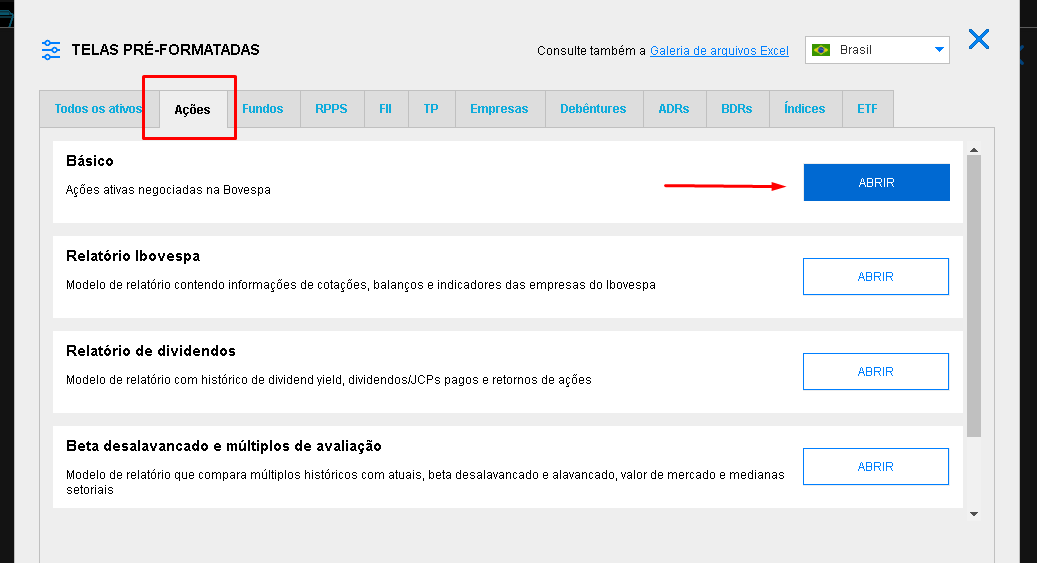 TELAS PRÉ-FORMATADAS
Consulte também a Galeria de arquivos Excel
Brasil
Todos os ativos
Ações
Fundos
RPPS
FII
TP
Empresas
Debêntures
ADRs
BDRs
Índices
ETF
Básico
Ações ativas negociadas na Bovespa
ABRIR
Relatório Ibovespa
Modelo de relatório contendo informações de cotações, balanços e indicadores das empresas do Ibovespa
ABRIR
Relatório de dividendos
Modelo de relatório com histórico de dividend yield, dividendos/JCPs pagos e retornos de ações
ABRIR
Beta desalavancado e múltiplos de avaliação
Modelo de relatório que compara múltiplos históricos com atuais, beta desalavancado e alavancado, valor de mercado e medianas
setoriais
ABRIR